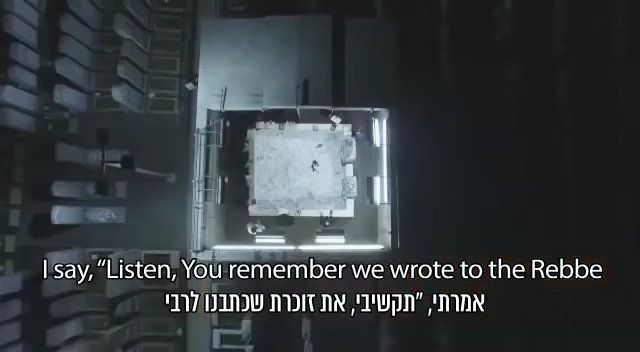 I say, “Listen, You remember we wrote to the Rebbe
אמרתי, ״תקשיבי, את זוכרת שכתבנו לרבי